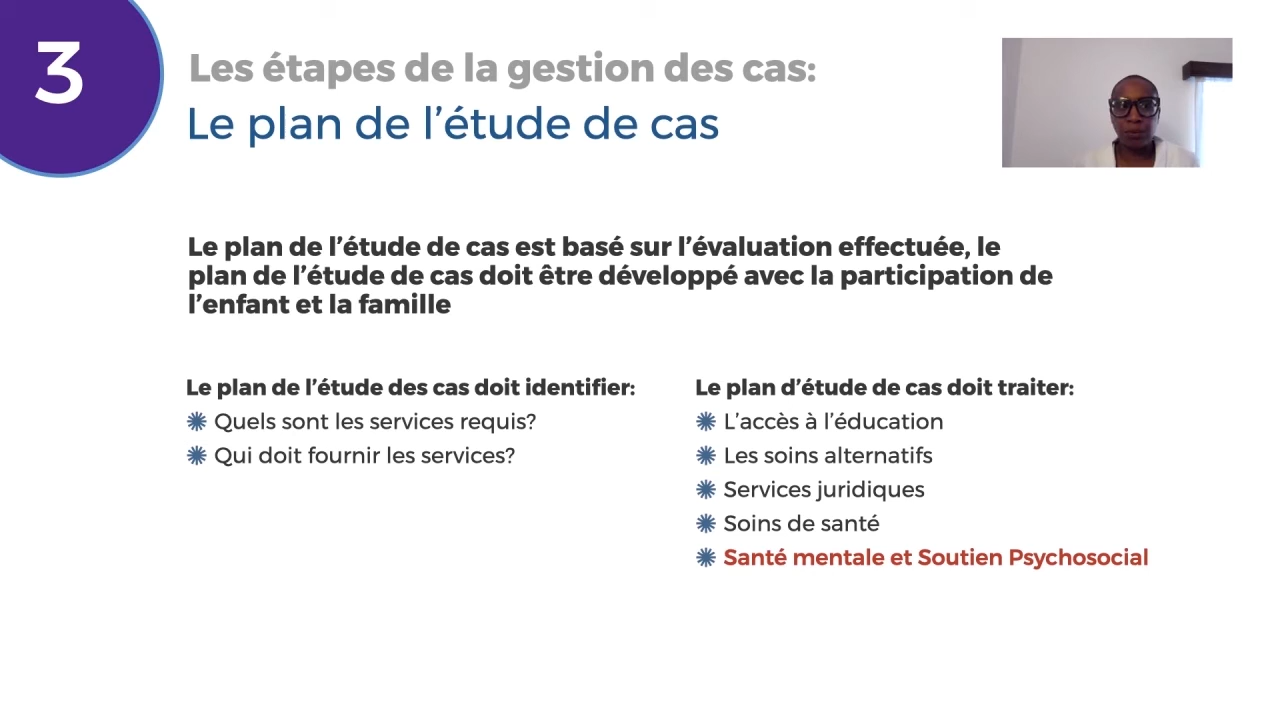 3
Les étapes de la gestion des cas:
Le plan de l’étude de cas
Le plan de l’étude de cas est basé sur l’évaluation effectuée, le
plan de l’étude de cas doit être développé avec la participation de
l’enfant et la famille
Le plan de l’étude des cas doit identifier:
Quels sont les services requis?
Qui doit fournir les services?
Le plan d’étude de cas doit traiter:
L’accès à l’éducation
Les soins alternatifs
Services juridiques
Soins de santé
Santé mentale et Soutien Psychosocial